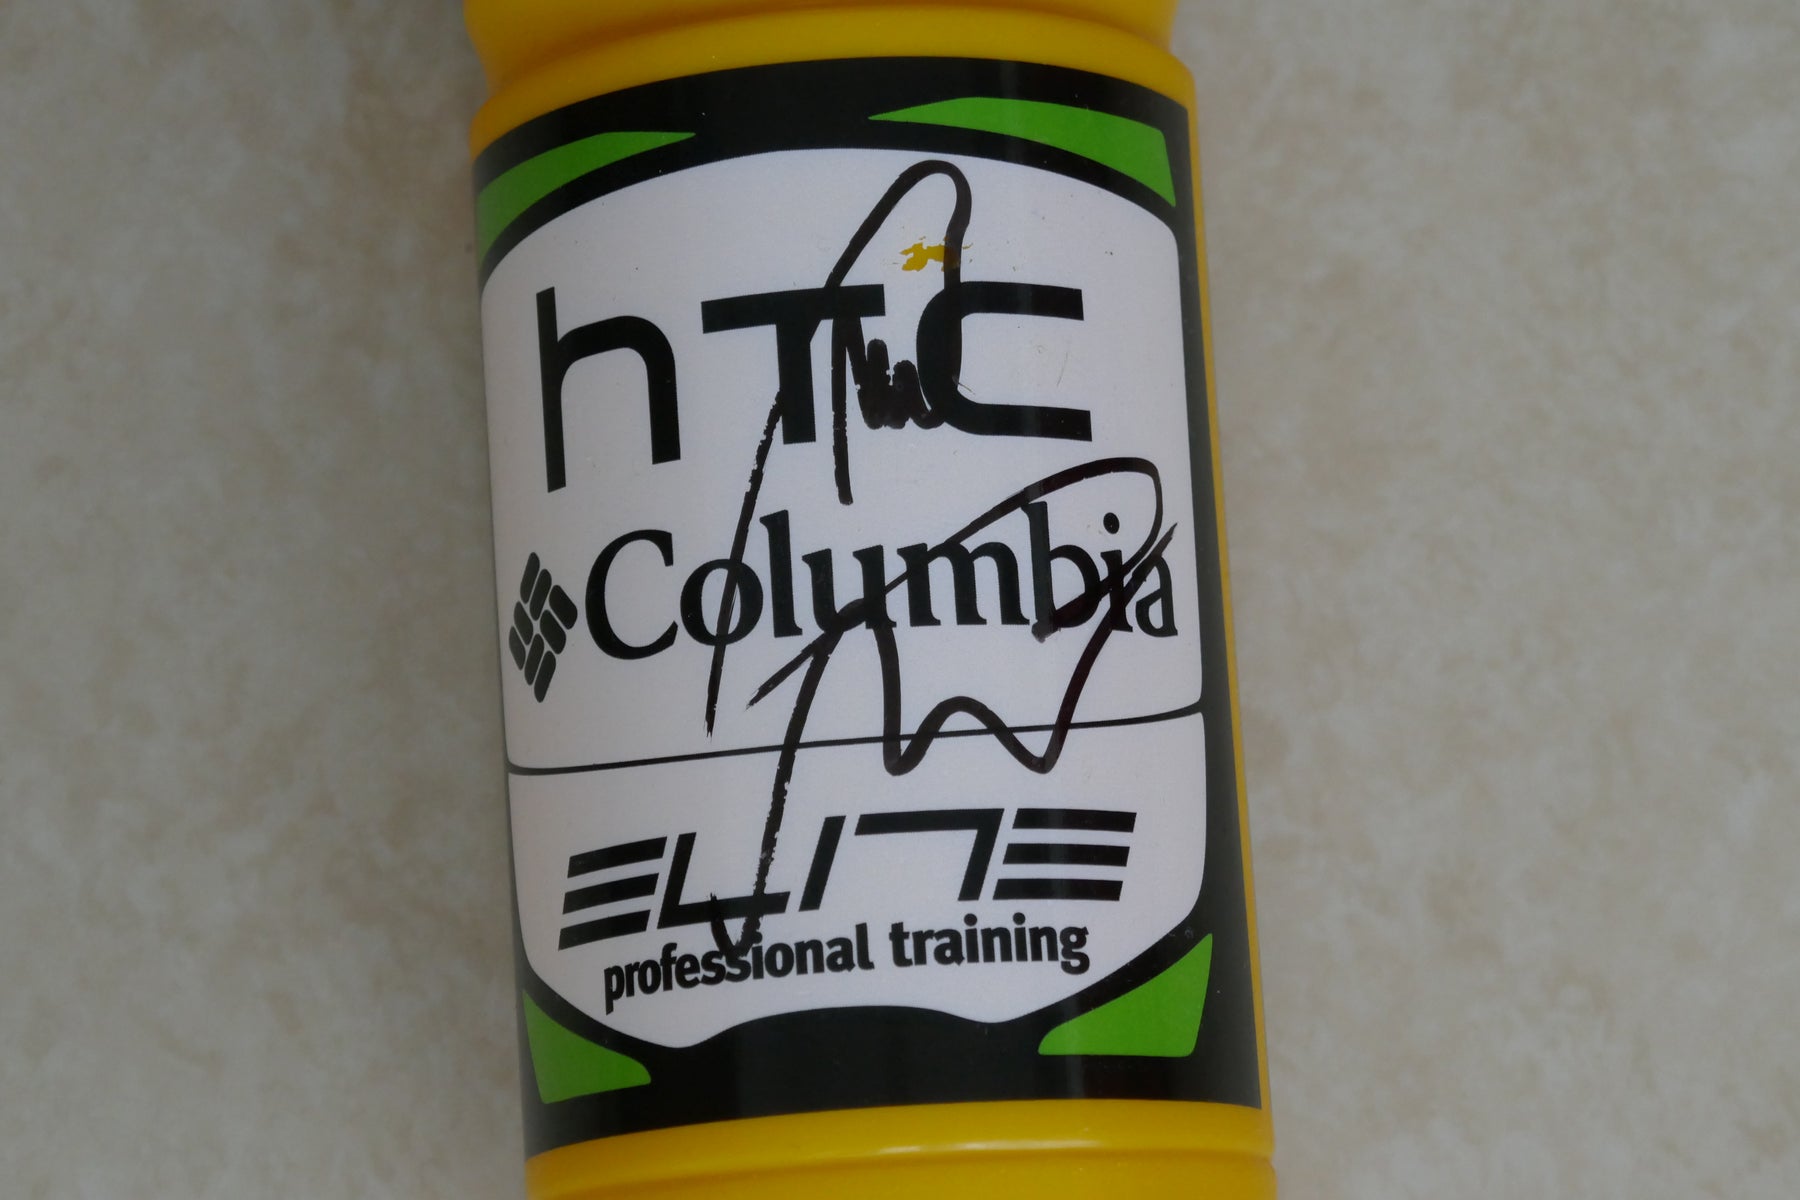 hTC
Columbia
ELITE
professional training